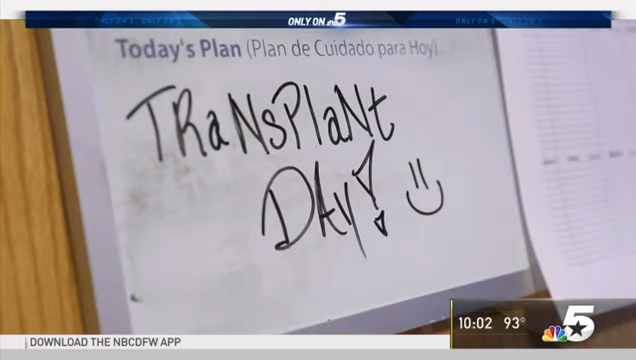 ONLY ON 5
Today's Plan (Plan de Cuidado para Hoy)
TRaNsPlaNt
DAy!
10:02 93°
5
DOWNLOAD THE NBCDFW APP